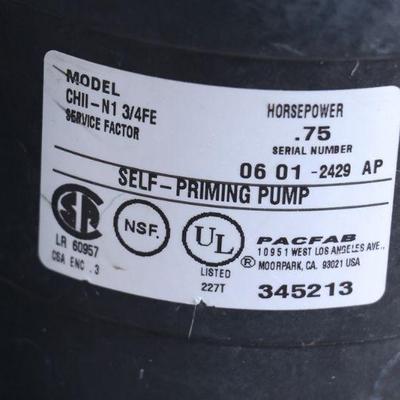 MODEL
CHII-N1 3/4FE
SERVICE FACTOR
HORSEPOWER
.75
SERIAL NUMBER
06 01 -2429 AP
SELF-PRIMING PUMP
SA
LR 60957
CSA ENC .3
NSF.
UL
®
LISTED
227T
PACFAB
10951 WEST LOS ANGELES AVE.,
MOORPARK, CA. 93021 USA
345213